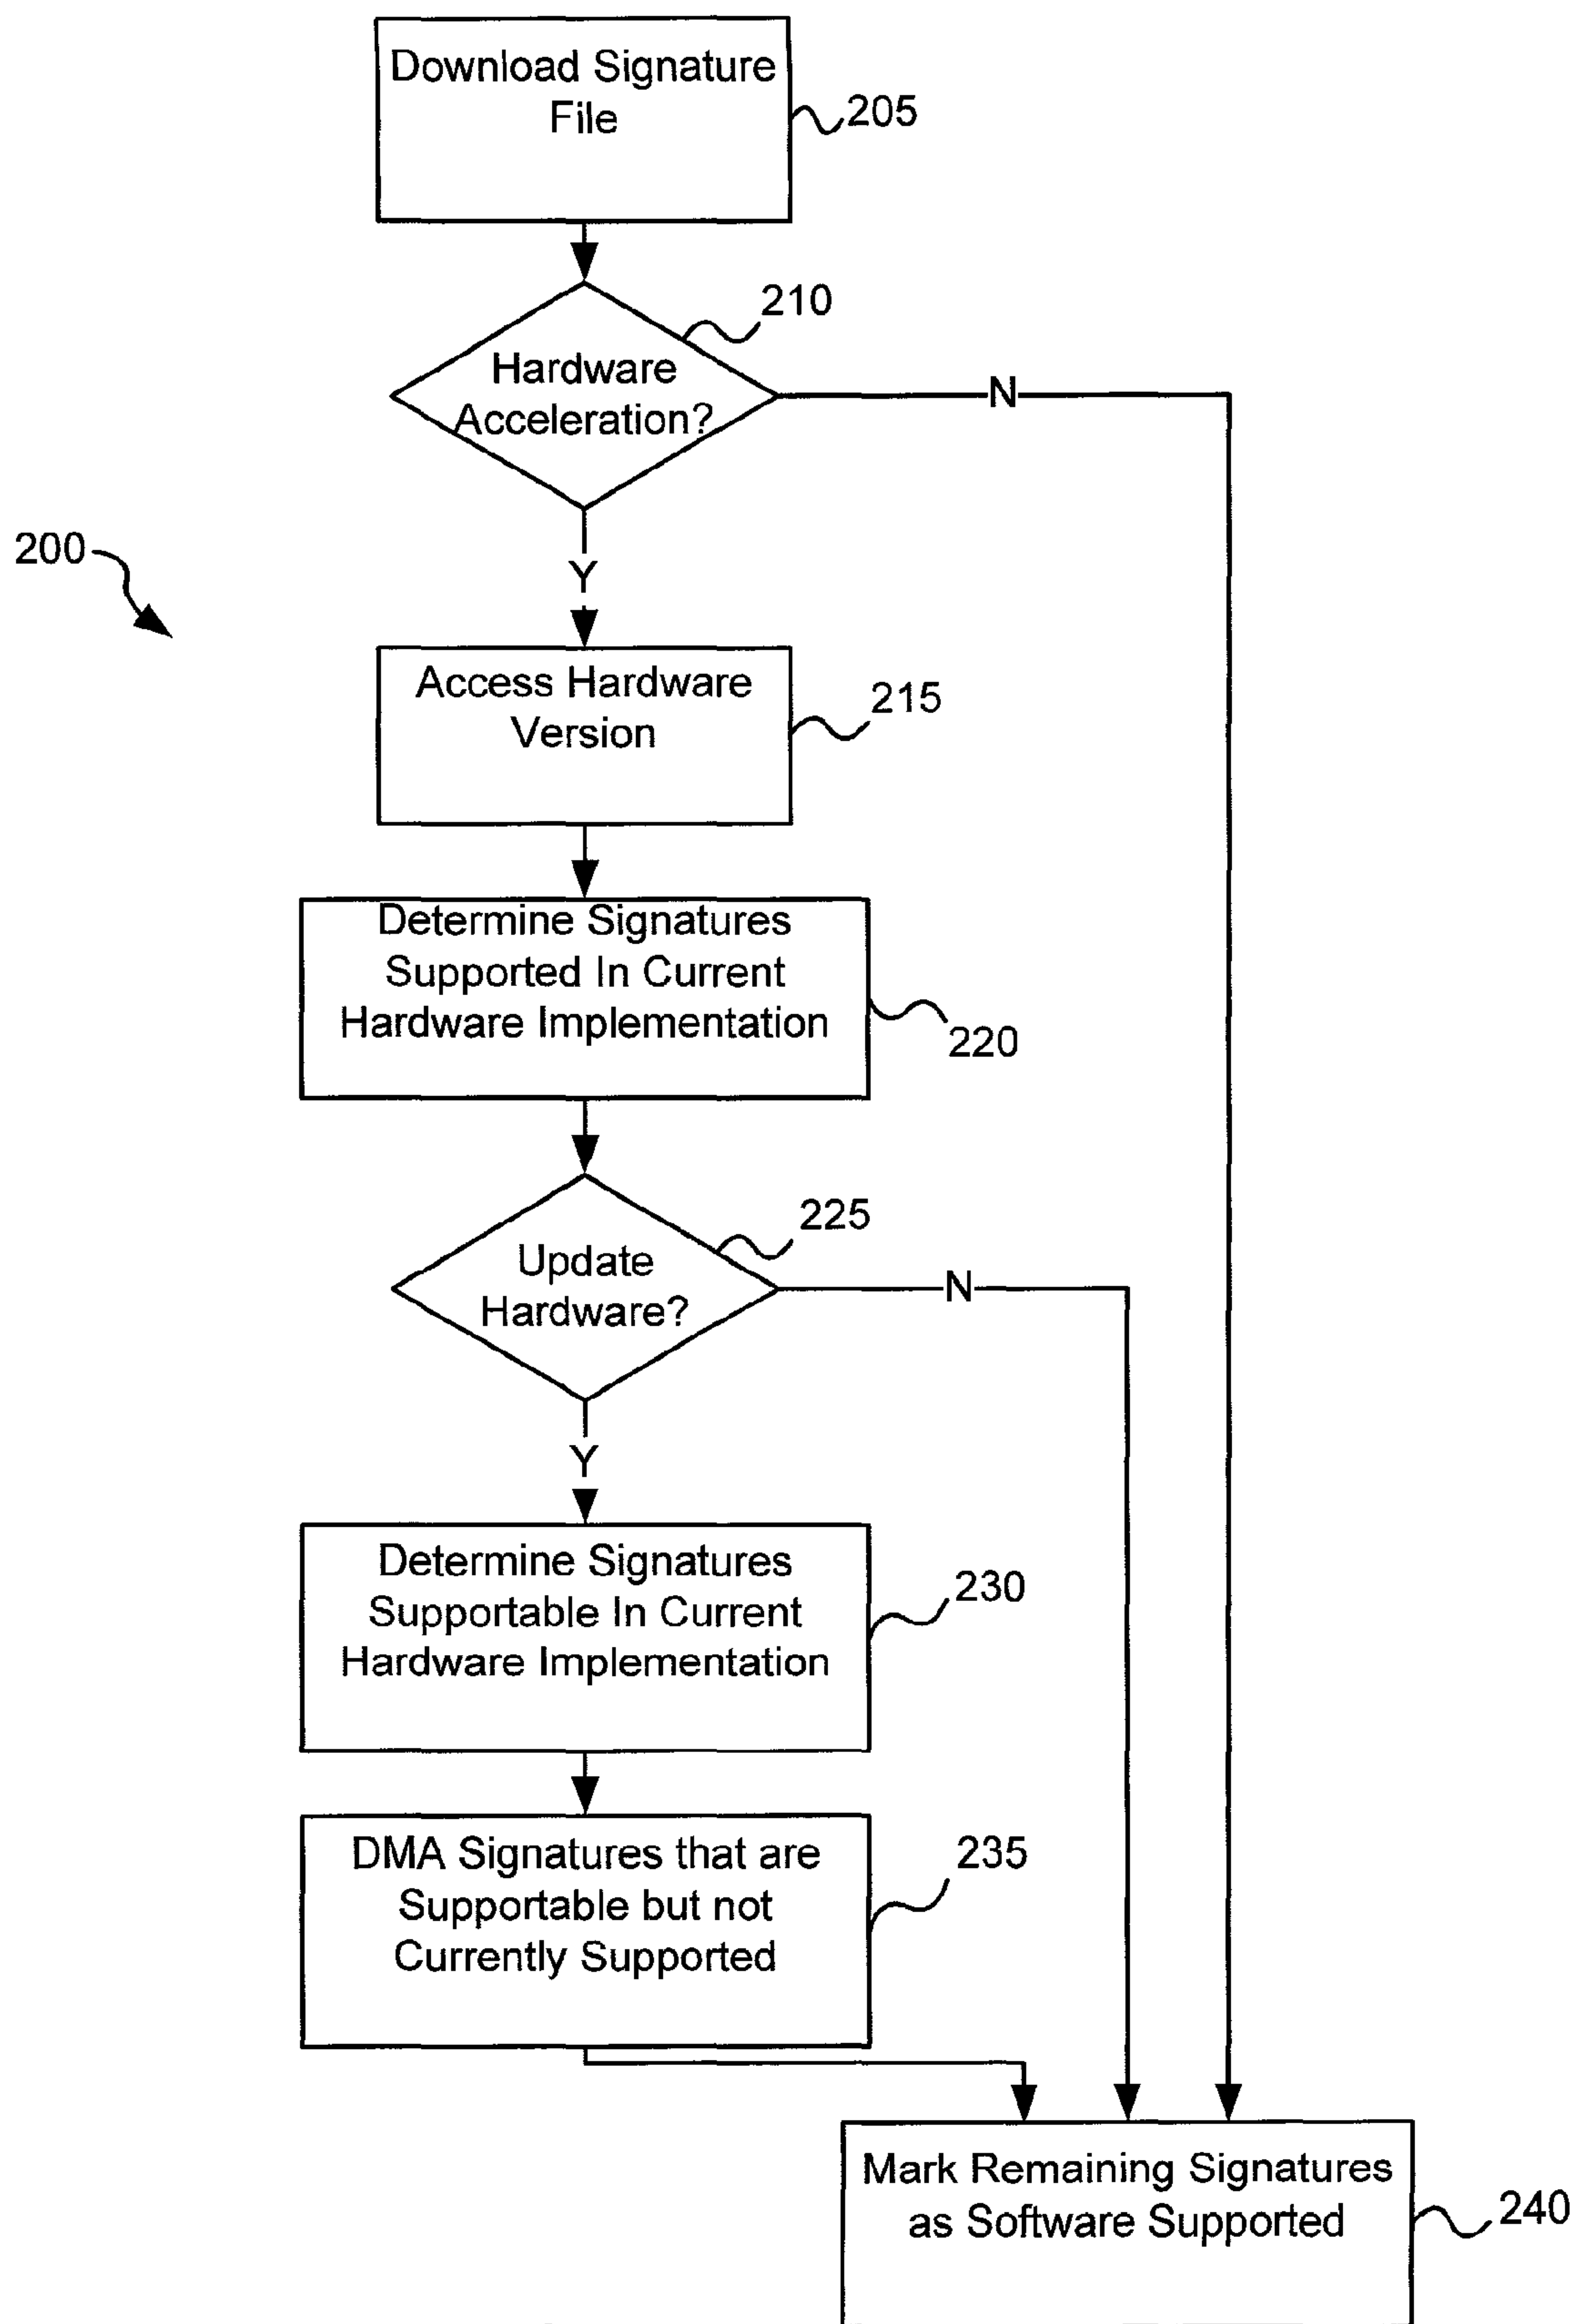 Download Signature
File
205
210
Hardware
Acceleration?
N
200
Y
Access Hardware
Version
215
Determine Signatures
Supported In Current
Hardware Implementation
220
225
Update
Hardware?
N
Y
Determine Signatures
Supportable In Current
Hardware Implementation
230
DMA Signatures that are
Supportable but not
Currently Supported
235
Mark Remaining Signatures
as Software Supported
240